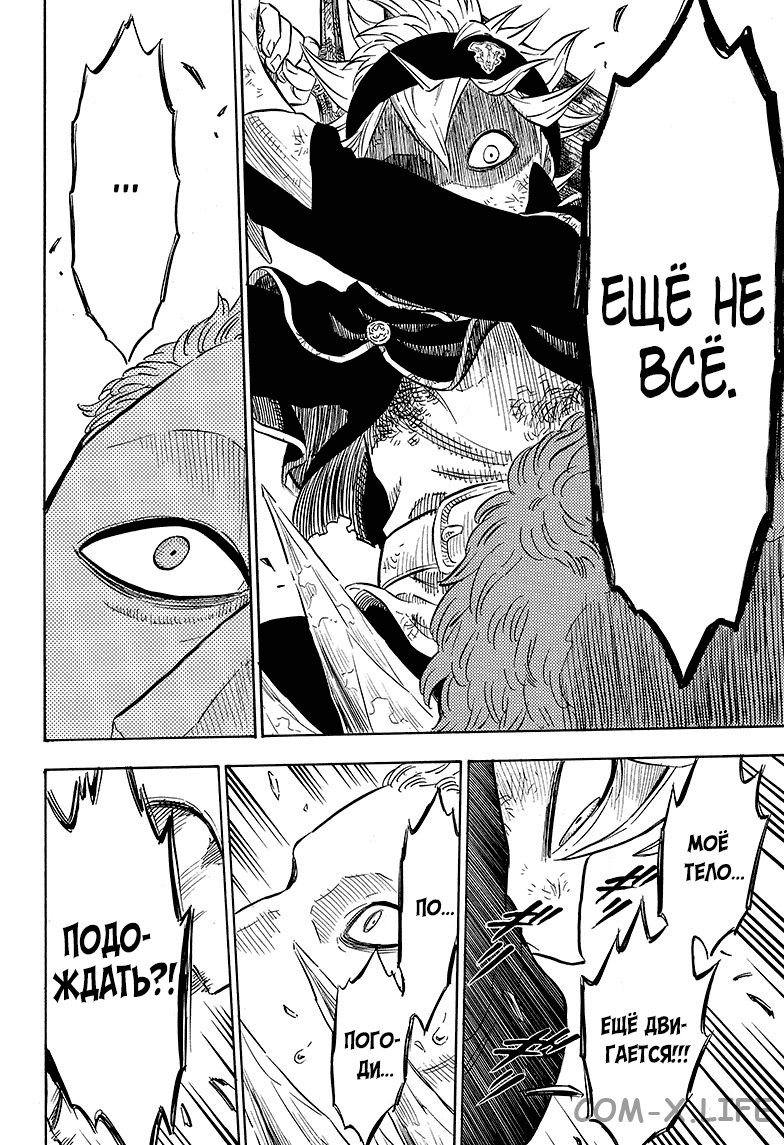 ЕЩЁ НЕ
ВСЁ.
...
МОЁ
ТЕЛО...
ЕЩЁ ДВИ-
ГАЕТСЯ!!!
ПО...
ПОГО-
ДИ...
ПОДО-
ЖДАТЬ?!
COM-X.LIFE